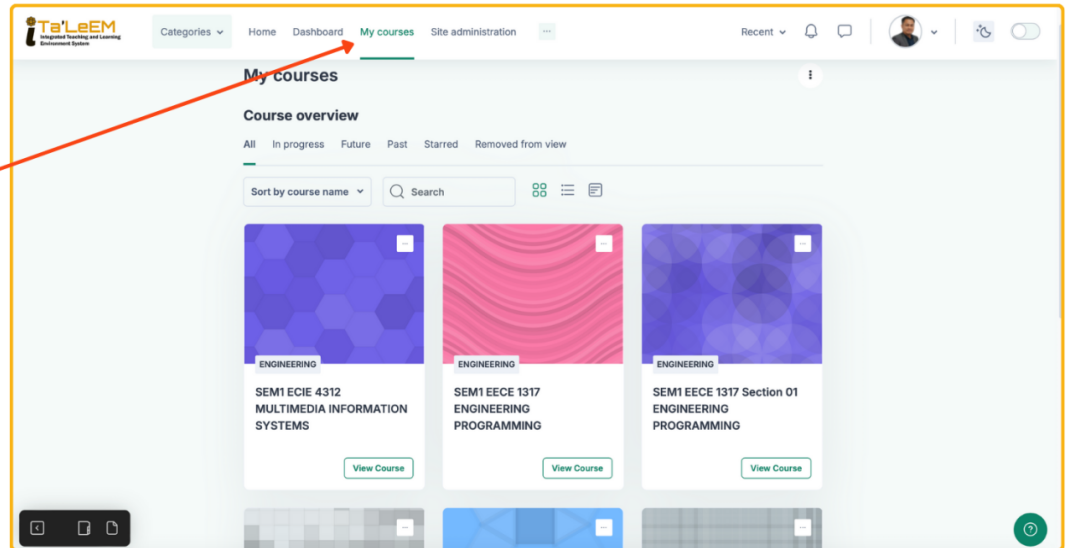 iTa'LeEM
Integrated Teaching and Learning
Environment System
Categories
Home
Dashboard
My courses
Site administration
Recent
My courses
Course overview
All
In progress
Future
Past
Starred
Removed from view
Sort by course name
Search
ENGINEERING
SEM1 ECIE 4312
MULTIMEDIA INFORMATION
SYSTEMS
View Course
ENGINEERING
SEM1 EECE 1317
ENGINEERING
PROGRAMMING
View Course
ENGINEERING
SEM1 EECE 1317 Section 01
ENGINEERING
PROGRAMMING
View Course